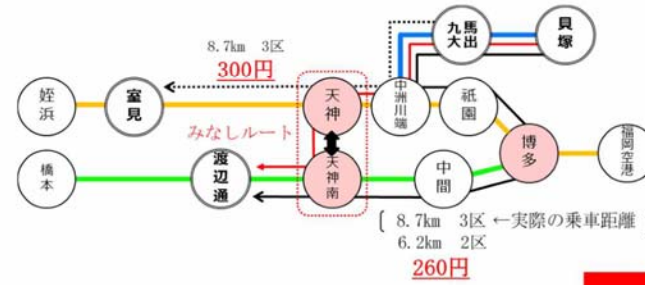 九大
馬出
貝塚
8.7km 3区
300円
姪浜
室見
天神
中洲川端
祇園
博多
福岡空港
みなしルート
橋本
渡辺通
天神南
中間
8.7km 3区 ←実際の乗車距離
6.2km 2区
260円